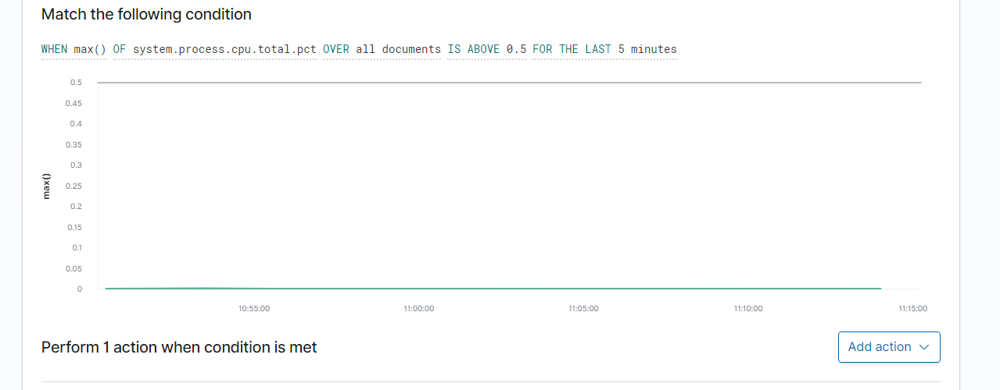 Match the following condition
WHEN max() OF system.process.cpu.total.pct OVER all documents IS ABOVE 0.5 FOR THE LAST 5 minutes
0.5
0.45
0.4
0.35
0.3
0.25
0.2
0.15
0.1
0.05
0
max()
10:55:00 11:00:00 11:05:00 11:10:00 11:15:00
Perform 1 action when condition is met
Add action